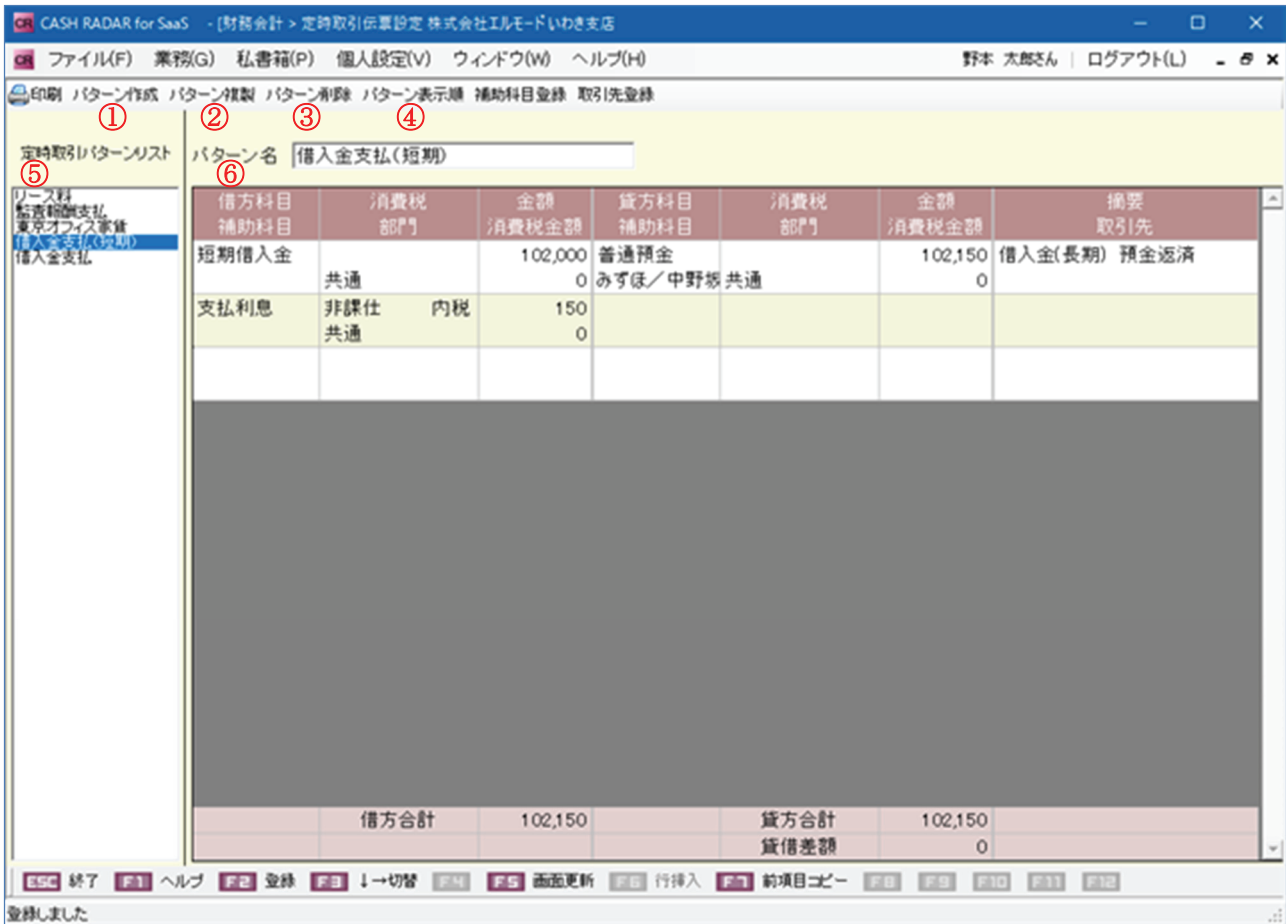 CR CASH RADAR for SaaS - [財務会計 > 定時取引伝票設定 株式会社エルモードいわき支店
CR ファイル(F) 業務(G) 私書箱(P) 個人設定(V) ウィンドウ(W) ヘルプ(H) 野本 太郎さん | ログアウト(L)
印刷 パターン作成 パターン複製 パターン削除 パターン表示順 補助科目登録 取引先登録
① ② ③ ④
定時取引パターンリスト パターン名 借入金支払(短期)
⑤ ⑥
リース料
監査報酬支払
東京オフィス家賃
借入金支払(短期)
借入金支払
借方科目 消費税 金額 貸方科目 消費税 金額 摘要
補助科目 部門 消費税金額 補助科目 部門 消費税金額 取引先
短期借入金 102,000 普通預金 102,150 借入金(長期) 預金返済
共通 0 みずほ/中野坂 共通 0
支払利息 非課仕 内税 150
共通 0
借方合計 102,150 貸方合計 102,150
貸借差額 0
ESC 終了 F1 ヘルプ F2 登録 F3 ↓→切替 F4 F5 画面更新 F6 行挿入 F7 前項目コピー F8 F9 F10 F11 F12
登録しました